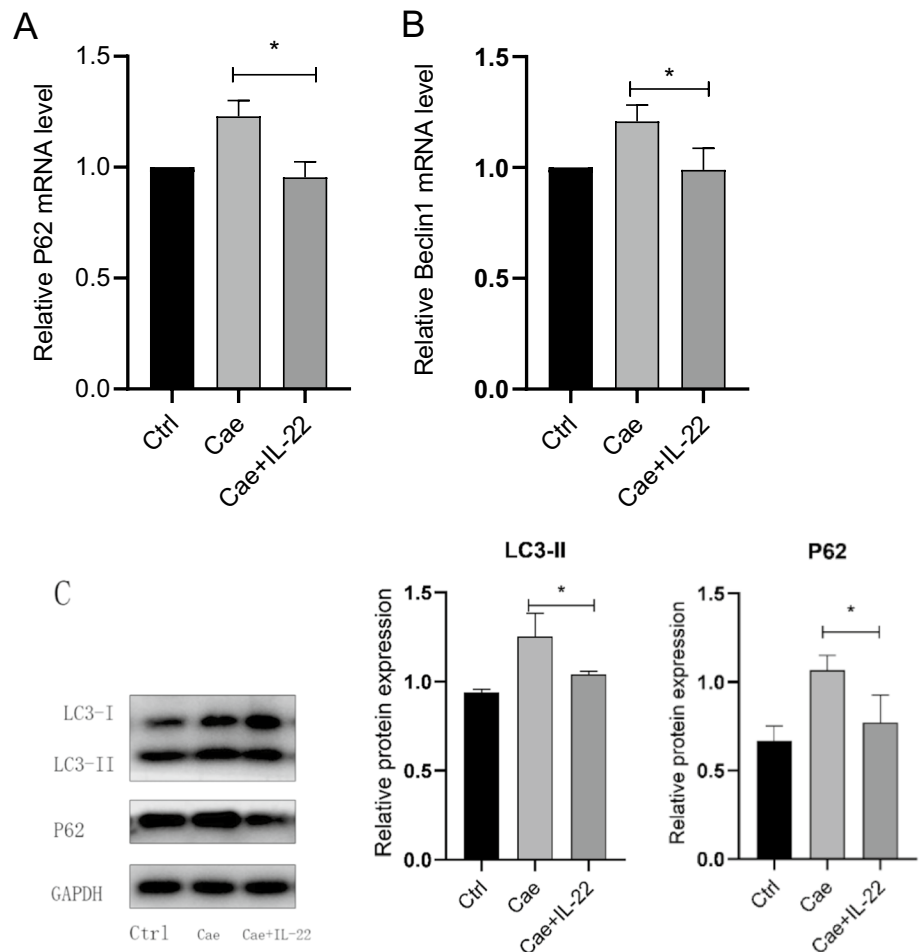 A
Relative P62 mRNA level
1.5
1.0
0.5
0.0
*
Ctrl
Cae
Cae+IL-22
B
Relative Beclin1 mRNA level
1.5
1.0
0.5
0.0
*
Ctrl
Cae
Cae+IL-22
C
LC3-I
LC3-II
P62
GAPDH
Ctrl Cae Cae+IL-22
LC3-II
Relative protein expression
1.5
1.0
0.5
0.0
*
Ctrl
Cae
Cae+IL-22
P62
Relative protein expression
1.5
1.0
0.5
0.0
*
Ctrl
Cae
Cae+IL-22